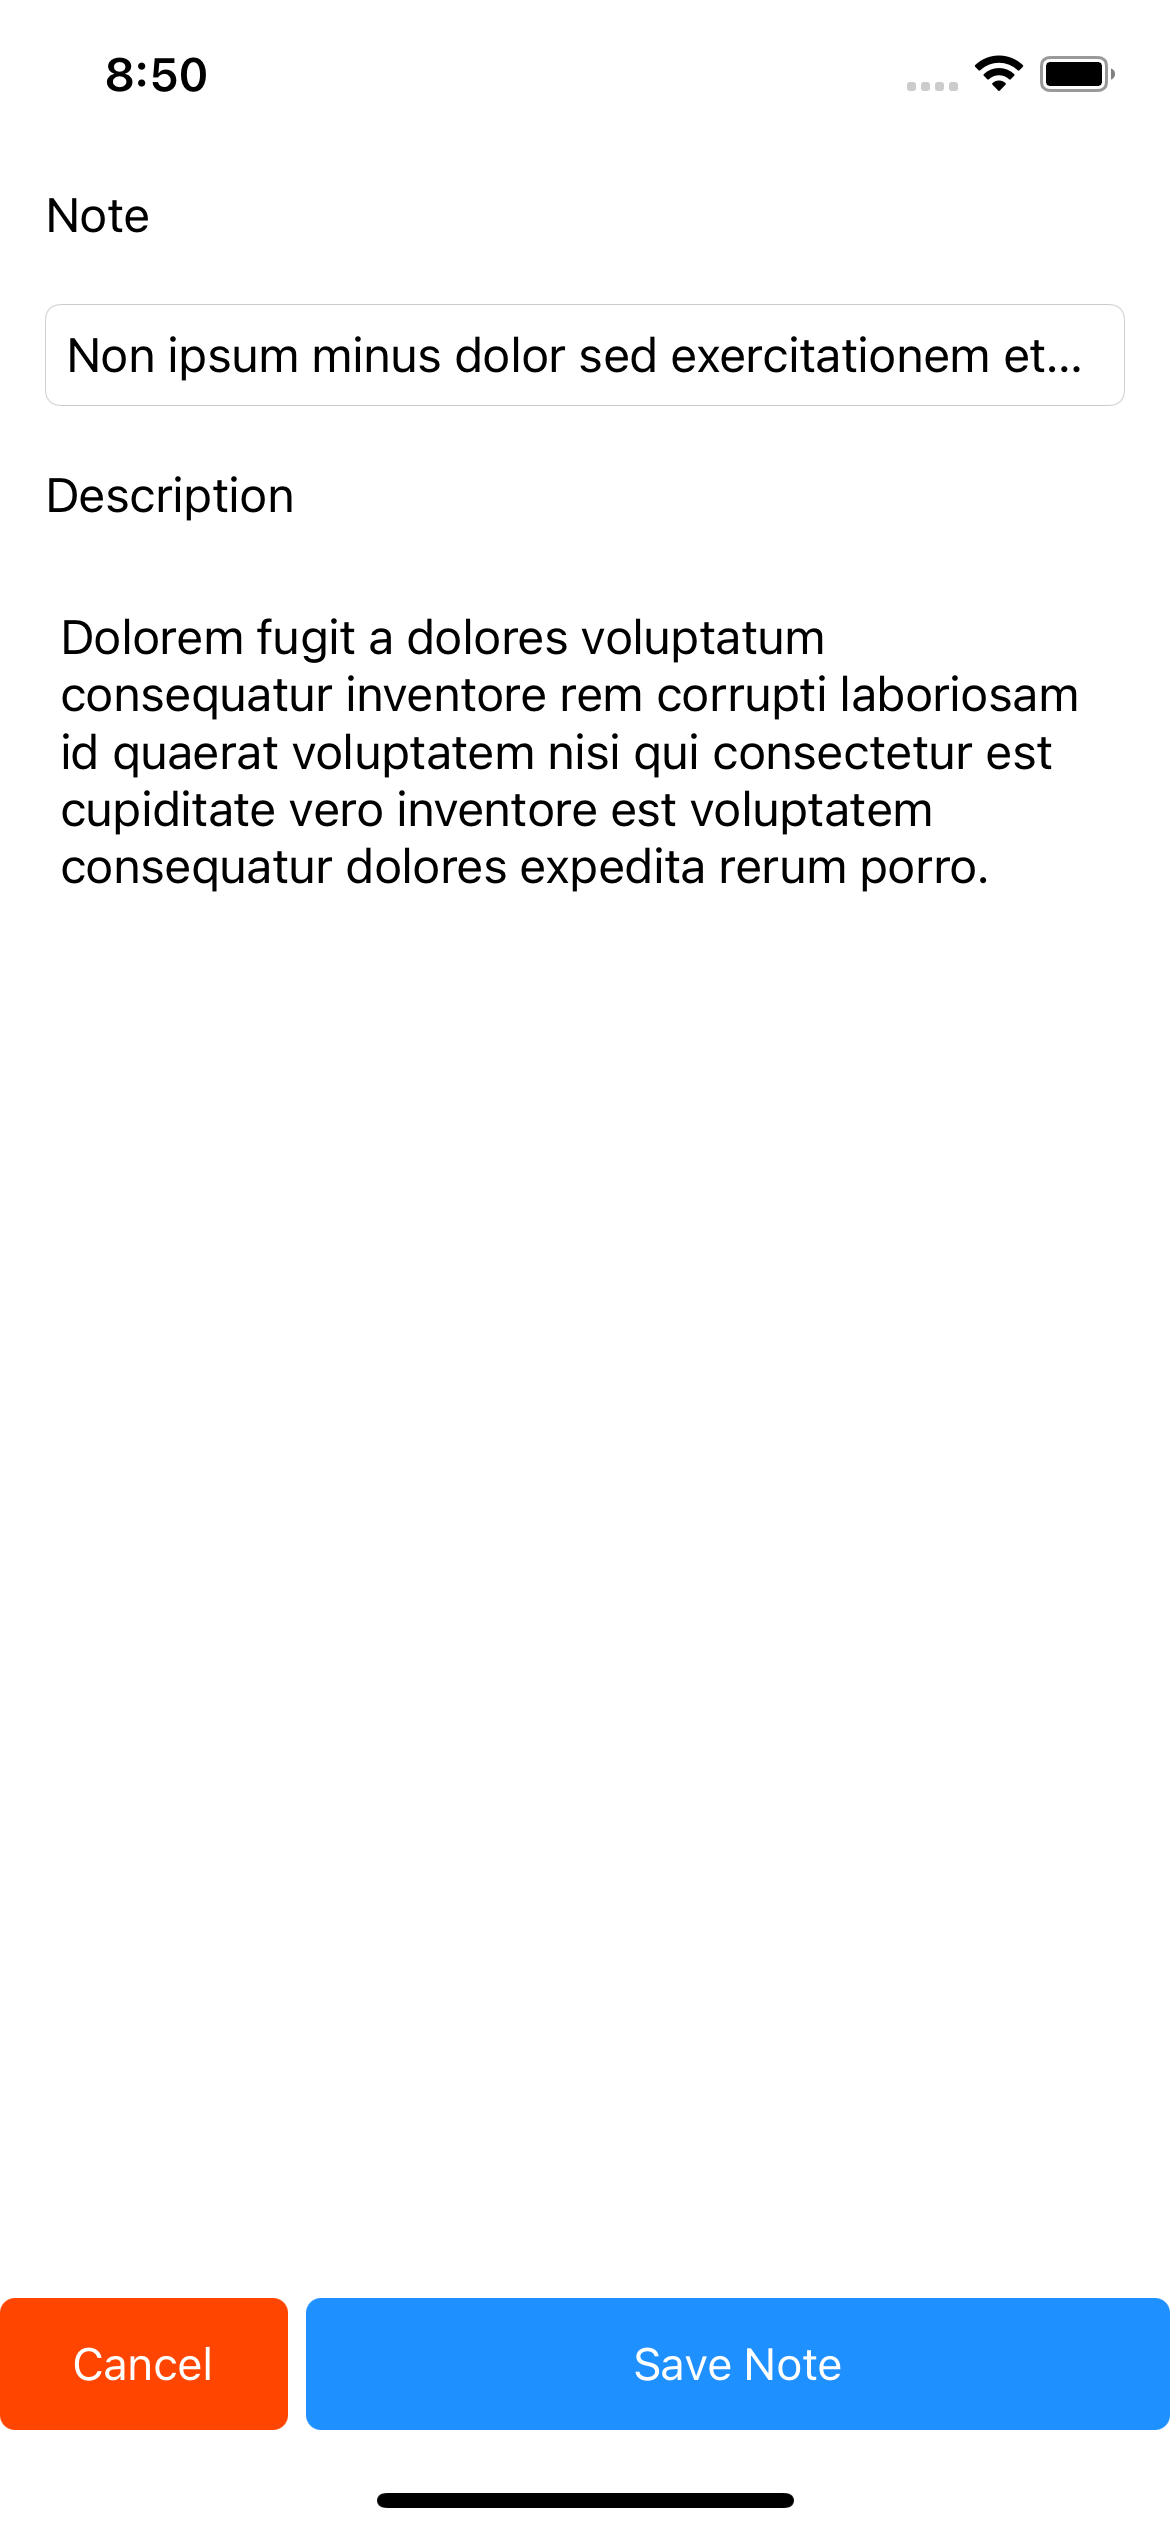 8:50
Note
Non ipsum minus dolor sed exercitationem et...
Description
Dolorem fugit a dolores voluptatum
consequatur inventore rem corrupti laboriosam
id quaerat voluptatem nisi qui consectetur est
cupiditate vero inventore est voluptatem
consequatur dolores expedita rerum porro.
Cancel
Save Note